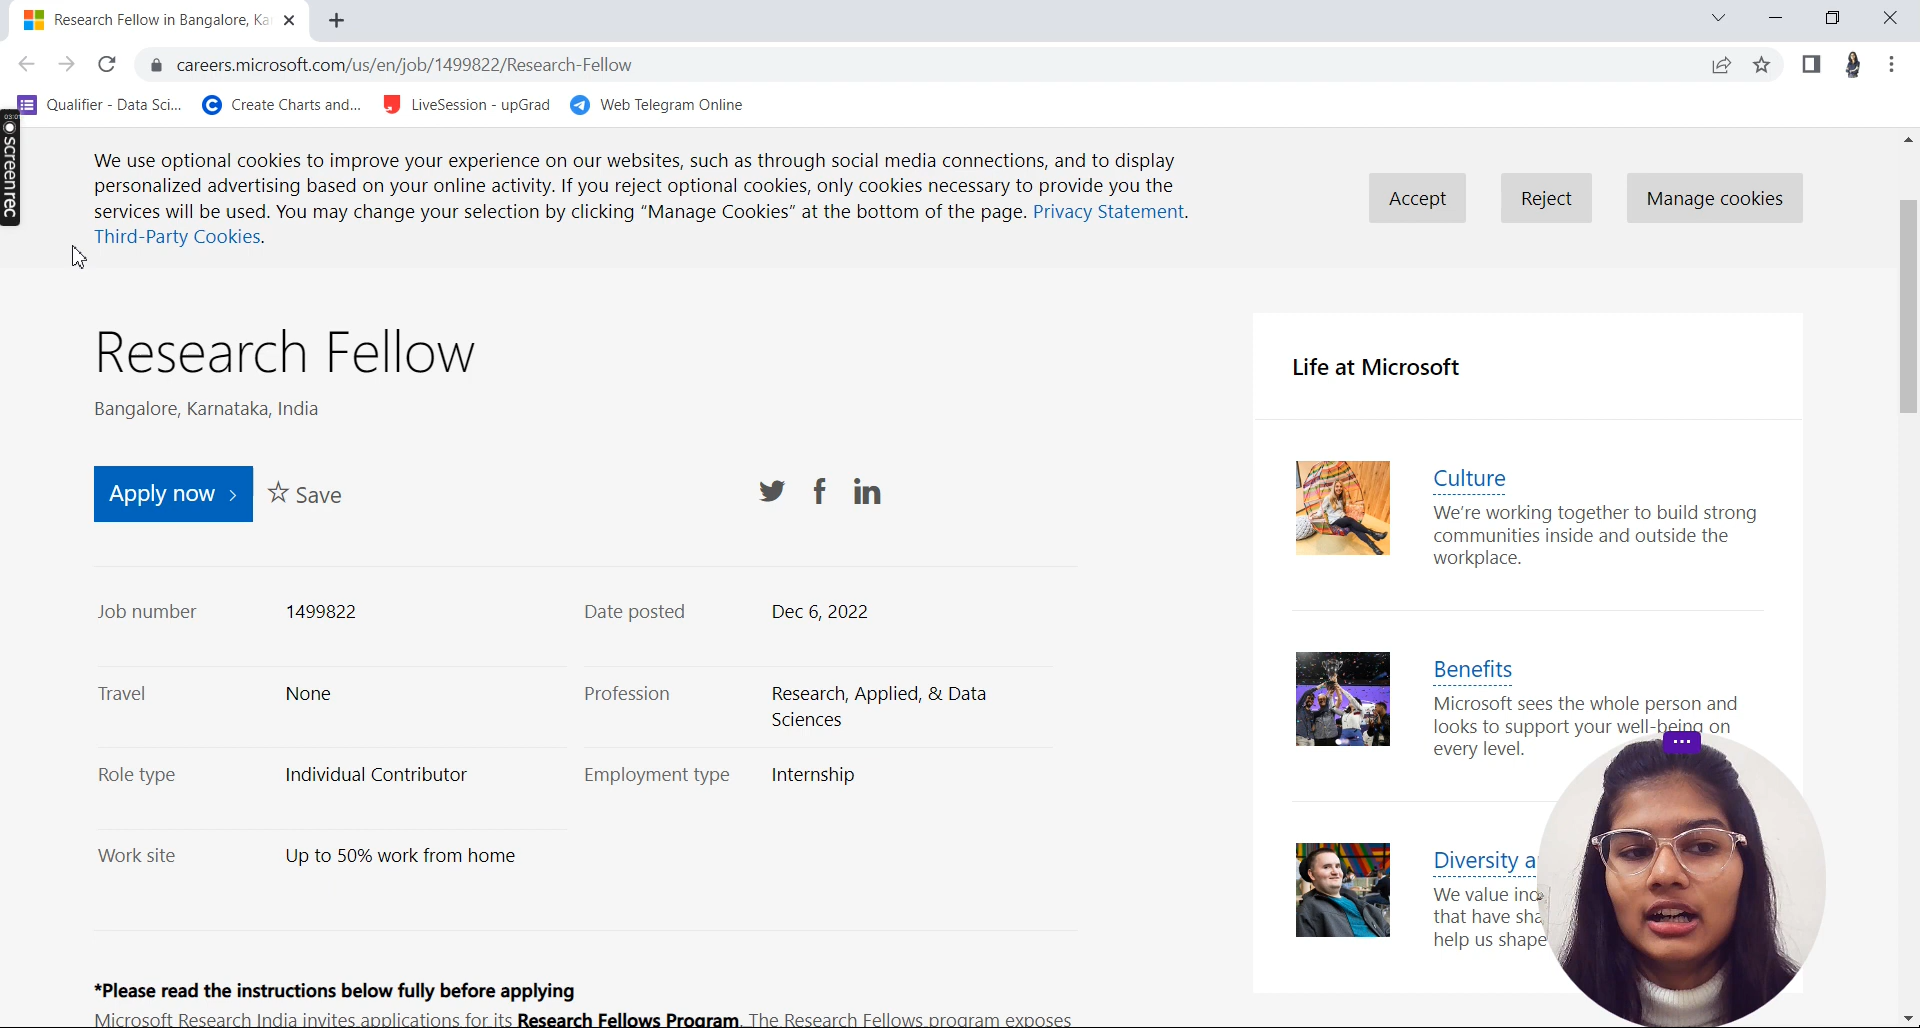 Research Fellow in Bangalore, Ka
careers.microsoft.com/us/en/job/1499822/Research-Fellow
Qualifier - Data Sci... Create Charts and... LiveSession - upGrad Web Telegram Online
screenrec
We use optional cookies to improve your experience on our websites, such as through social media connections, and to display
personalized advertising based on your online activity. If you reject optional cookies, only cookies necessary to provide you the
services will be used. You may change your selection by clicking “Manage Cookies” at the bottom of the page. Privacy Statement.
Third-Party Cookies.
Accept Reject Manage cookies
Research Fellow
Bangalore, Karnataka, India
Apply now Save
Job number 1499822 Date posted Dec 6, 2022
Travel None Profession Research, Applied, & Data
Sciences
Role type Individual Contributor Employment type Internship
Work site Up to 50% work from home
*Please read the instructions below fully before applying
Microsoft Research India invites applications for its Research Fellows Program. The Research Fellows program exposes
Life at Microsoft
Culture
We're working together to build strong
communities inside and outside the
workplace.
Benefits
Microsoft sees the whole person and
looks to support your well-being on
every level.
Diversity a
We value inc
that have sha
help us shape